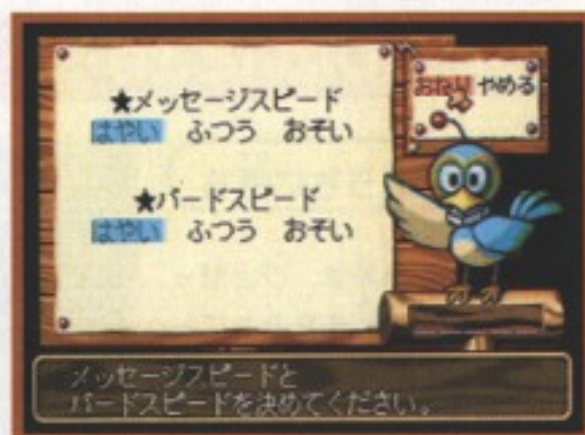 ★メッセージスピード
はやい ふつう おそい
★バードスピード
はやい ふつう おそい
おわり やめる
メッセージスピードと
バードスピードを決めてください。